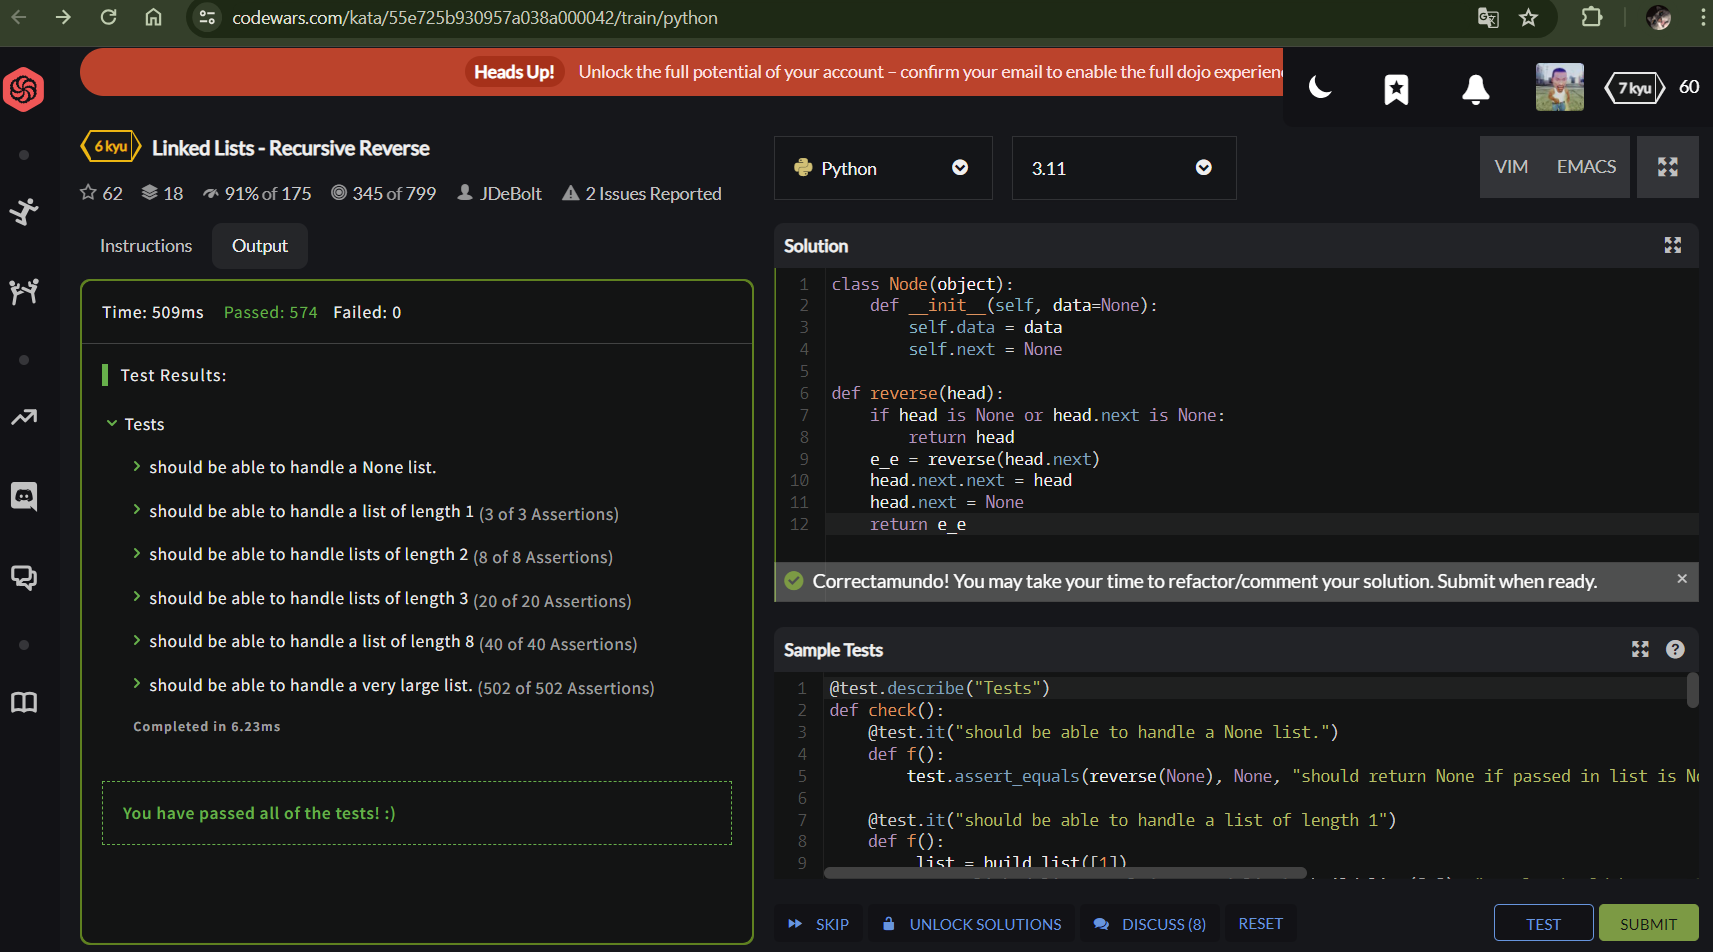 codewars.com/kata/55e725b930957a038a000042/train/python
Heads Up! Unlock the full potential of your account – confirm your email to enable the full dojo experien
7 kyu 60
6 kyu Linked Lists - Recursive Reverse
62 18 91% of 175 345 of 799 JDeBolt 2 Issues Reported
Instructions Output
Time: 509ms Passed: 574 Failed: 0
Test Results:
Tests
should be able to handle a None list.
should be able to handle a list of length 1 (3 of 3 Assertions)
should be able to handle lists of length 2 (8 of 8 Assertions)
should be able to handle lists of length 3 (20 of 20 Assertions)
should be able to handle a list of length 8 (40 of 40 Assertions)
should be able to handle a very large list. (502 of 502 Assertions)
Completed in 6.23ms
You have passed all of the tests! :)
Python 3.11 VIM EMACS
Solution
1 class Node(object):
2 def __init__(self, data=None):
3 self.data = data
4 self.next = None
5
6 def reverse(head):
7 if head is None or head.next is None:
8 return head
9 e_e = reverse(head.next)
10 head.next.next = head
11 head.next = None
12 return e_e
Correctamundo! You may take your time to refactor/comment your solution. Submit when ready. ×
Sample Tests ?
1 @test.describe("Tests")
2 def check():
3 @test.it("should be able to handle a None list.")
4 def f():
5 test.assert_equals(reverse(None), None, "should return None if passed in list is No
6
7 @test.it("should be able to handle a list of length 1")
8 def f():
9 list = build_list([1])
SKIP UNLOCK SOLUTIONS DISCUSS (8) RESET TEST SUBMIT